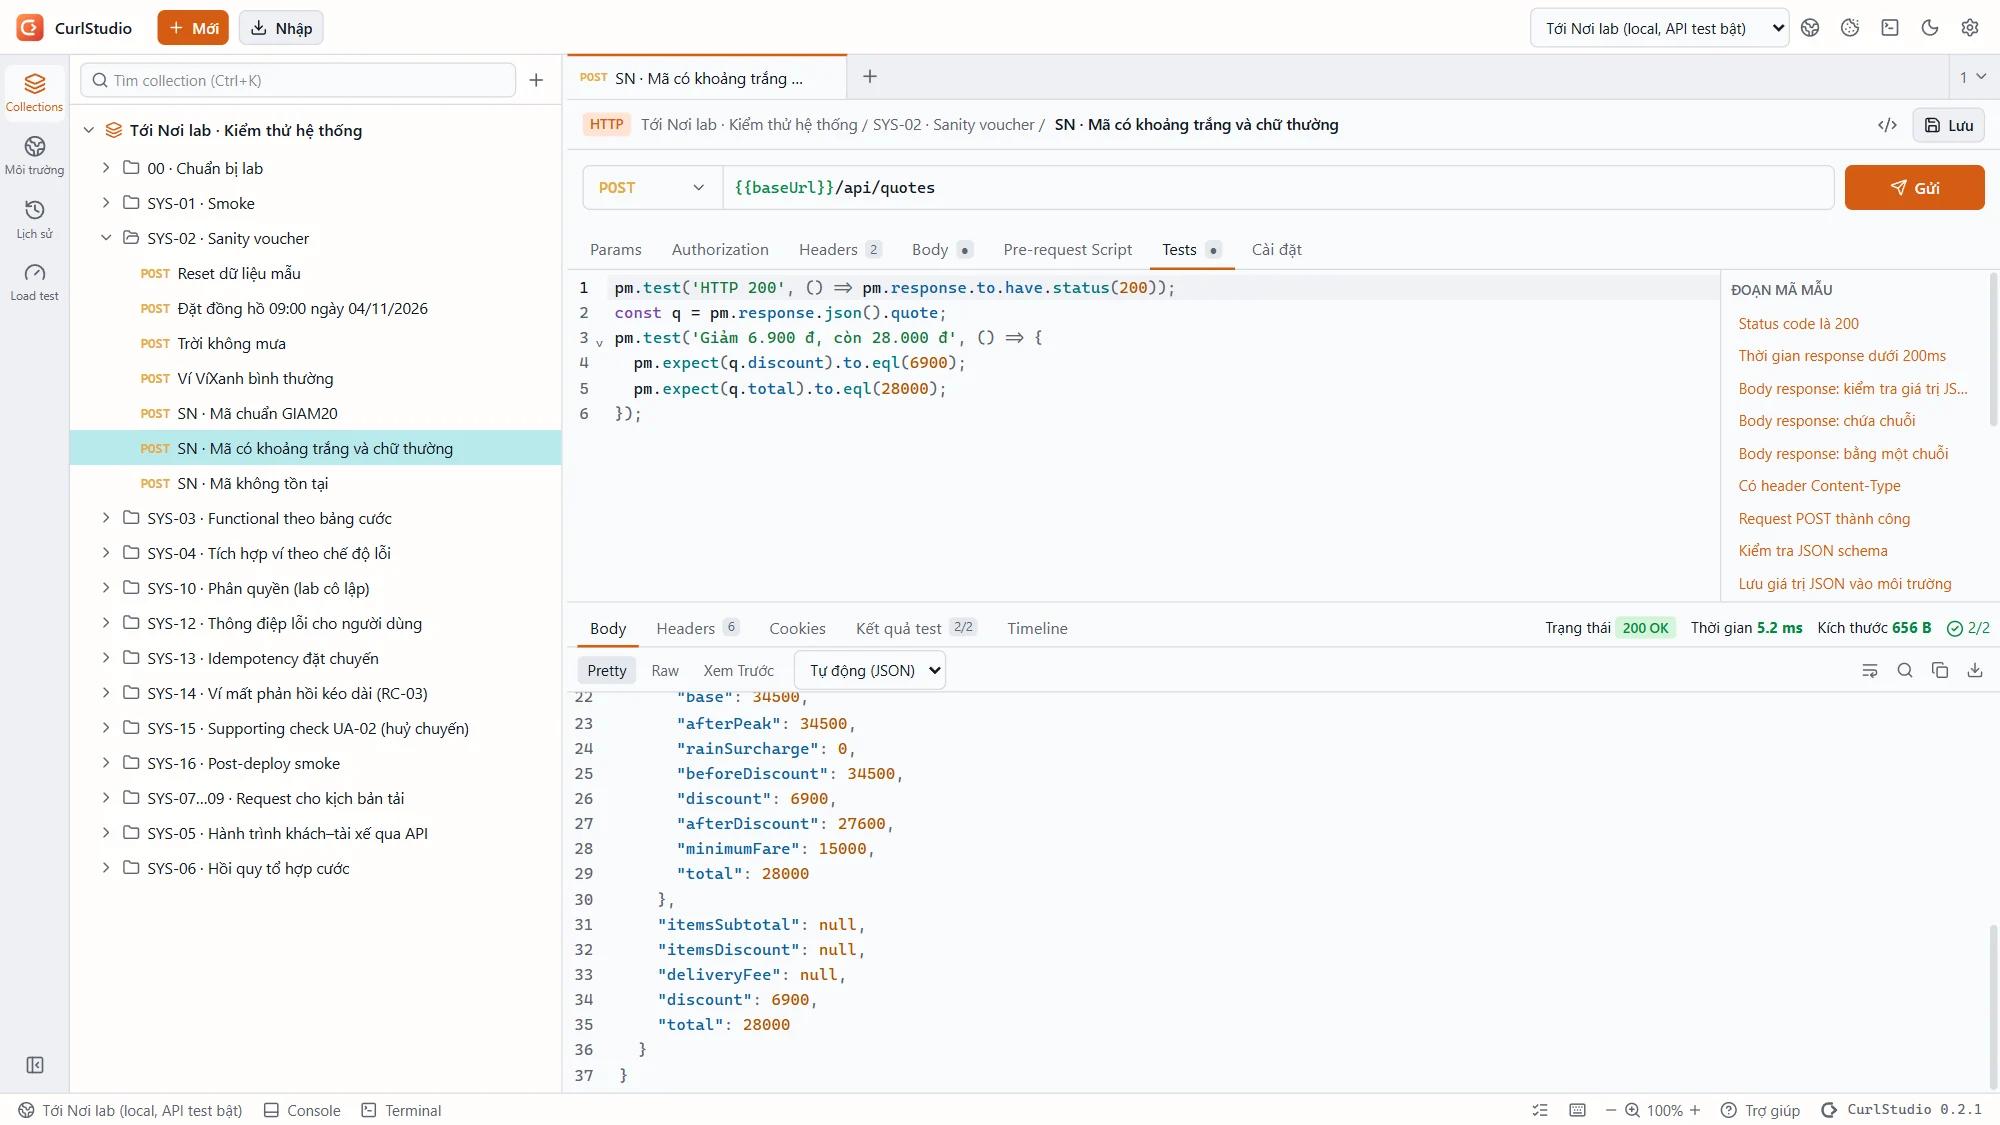 CurlStudio
Mới
Nhập
Tới Nơi lab (local, API test bật)
Collections
Môi trường
Lịch sử
Load test
Tìm collection (Ctrl+K)
Tới Nơi lab · Kiểm thử hệ thống
00 · Chuẩn bị lab
SYS-01 · Smoke
SYS-02 · Sanity voucher
POST Reset dữ liệu mẫu
POST Đặt đồng hồ 09:00 ngày 04/11/2026
POST Trời không mưa
POST Ví VíXanh bình thường
POST SN · Mã chuẩn GIAM20
POST SN · Mã có khoảng trắng và chữ thường
POST SN · Mã không tồn tại
SYS-03 · Functional theo bảng cước
SYS-04 · Tích hợp ví theo chế độ lỗi
SYS-10 · Phân quyền (lab cô lập)
SYS-12 · Thông điệp lỗi cho người dùng
SYS-13 · Idempotency đặt chuyến
SYS-14 · Ví mất phản hồi kéo dài (RC-03)
SYS-15 · Supporting check UA-02 (huỷ chuyến)
SYS-16 · Post-deploy smoke
SYS-07...09 · Request cho kịch bản tải
SYS-05 · Hành trình khách–tài xế qua API
SYS-06 · Hồi quy tổ hợp cước
POST SN · Mã có khoảng trắng ...
1
HTTP Tới Nơi lab · Kiểm thử hệ thống / SYS-02 · Sanity voucher / SN · Mã có khoảng trắng và chữ thường
</> Lưu
POST {{baseUrl}}/api/quotes
Gửi
Params Authorization Headers 2 Body Pre-request Script Tests Cài đặt
1 pm.test('HTTP 200', () => pm.response.to.have.status(200));
2 const q = pm.response.json().quote;
3 pm.test('Giảm 6.900 đ, còn 28.000 đ', () => {
4 pm.expect(q.discount).to.eql(6900);
5 pm.expect(q.total).to.eql(28000);
6 });
ĐOẠN MÃ MẪU
Status code là 200
Thời gian response dưới 200ms
Body response: kiểm tra giá trị JS...
Body response: chứa chuỗi
Body response: bằng một chuỗi
Có header Content-Type
Request POST thành công
Kiểm tra JSON schema
Lưu giá trị JSON vào môi trường
Body Headers 6 Cookies Kết quả test 2/2 Timeline
Trạng thái 200 OK Thời gian 5.2 ms Kích thước 656 B 2/2
Pretty Raw Xem Trước Tự động (JSON)
22 "base": 34500,
23 "afterPeak": 34500,
24 "rainSurcharge": 0,
25 "beforeDiscount": 34500,
26 "discount": 6900,
27 "afterDiscount": 27600,
28 "minimumFare": 15000,
29 "total": 28000
30 },
31 "itemsSubtotal": null,
32 "itemsDiscount": null,
33 "deliveryFee": null,
34 "discount": 6900,
35 "total": 28000
36 }
37 }
Tới Nơi lab (local, API test bật) Console Terminal
100% Trợ giúp CurlStudio 0.2.1